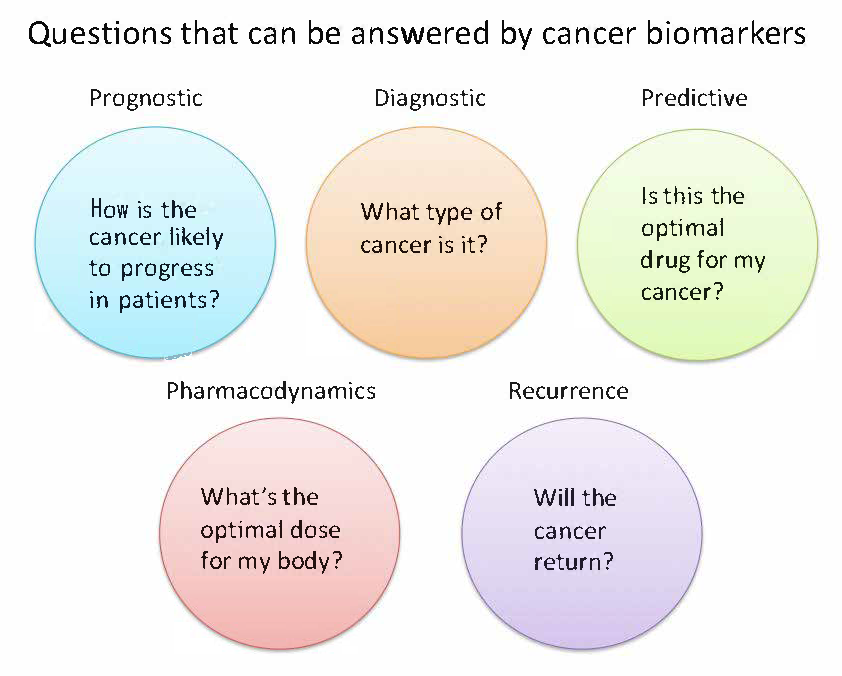 Questions that can be answered by cancer biomarkers
Prognostic
Diagnostic
Predictive
How is the
cancer likely
to progress
in patients?
What type of
cancer is it?
Is this the
optimal
drug for my
cancer?
Pharmacodynamics
Recurrence
What's the
optimal dose
for my body?
Will the
cancer
return?